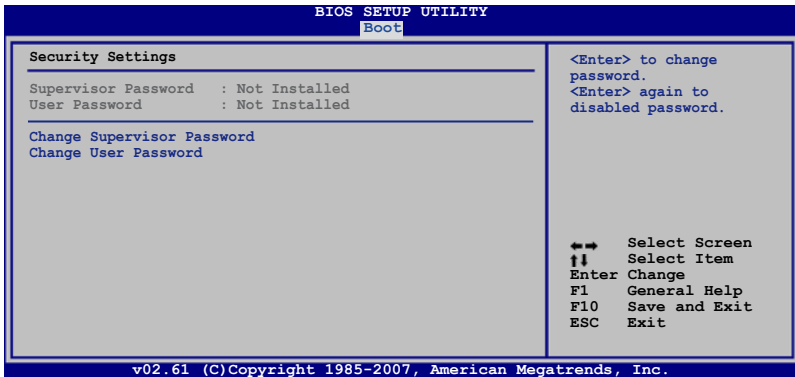 BIOS SETUP UTILITY
Boot
Security Settings
Supervisor Password : Not Installed
User Password : Not Installed
Change Supervisor Password
Change User Password
<Enter> to change
password.
<Enter> again to
disabled password.
←→ Select Screen
↑↓ Select Item
Enter Change
F1 General Help
F10 Save and Exit
ESC Exit
v02.61 (C)Copyright 1985-2007, American Megatrends, Inc.